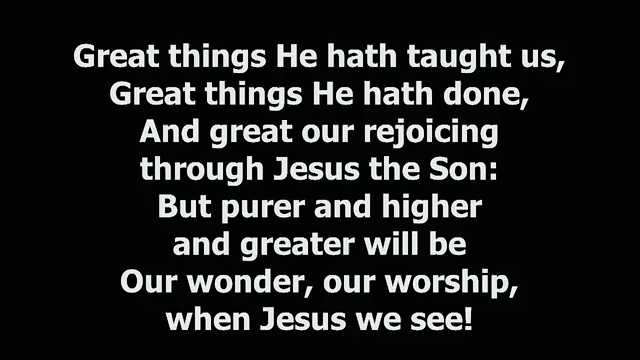 Great things He hath taught us,
Great things He hath done,
And great our rejoicing
through Jesus the Son:
But purer and higher
and greater will be
Our wonder, our worship,
when Jesus we see!